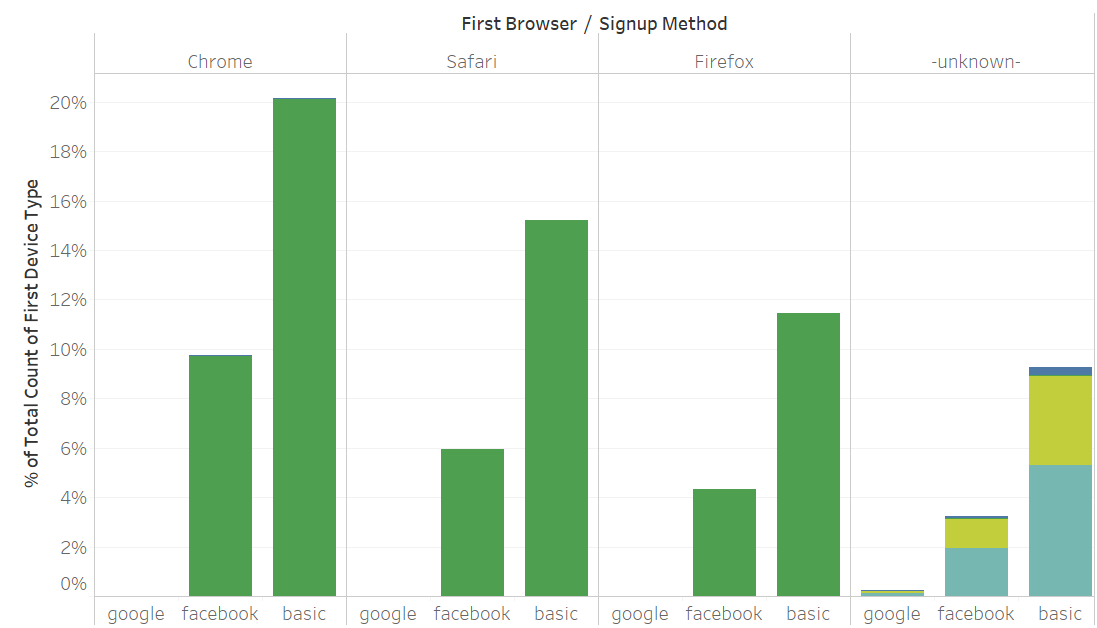 First Browser / Signup Method
Chrome Safari Firefox -unknown-
% of Total Count of First Device Type
20%
18%
16%
14%
12%
10%
8%
6%
4%
2%
0%
google facebook basic google facebook basic google facebook basic google facebook basic